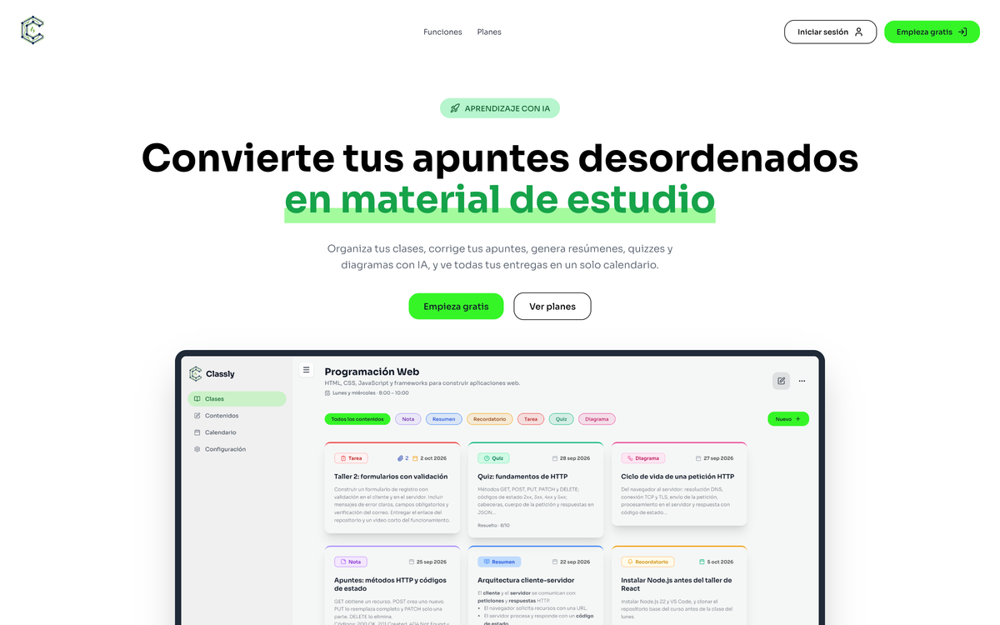 Funciones
Planes
Iniciar sesión
Empieza gratis
APRENDIZAJE CON IA
Convierte tus apuntes desordenados
en material de estudio
Organiza tus clases, corrige tus apuntes, genera resúmenes, quizzes y
diagramas con IA, y ve todas tus entregas en un solo calendario.
Empieza gratis
Ver planes
Classly
Clases
Contenidos
Calendario
Configuración
Programación Web
HTML, CSS, JavaScript y frameworks para construir aplicaciones web.
Lunes y miércoles · 8:00 – 10:00
Todos los contenidos
Nota
Resumen
Recordatorio
Tarea
Quiz
Diagrama
Nuevo +
Tarea
2
2 oct 2026
Taller 2: formularios con validación
Construir un formulario de registro con
validación en el cliente y en el servidor. Incluir
mensajes de error claros, campos obligatorios y
verificación del correo. Entregar el enlace del
repositorio y un video corto del funcionamiento.
Quiz
28 sep 2026
Quiz: fundamentos de HTTP
Métodos GET, POST, PUT, PATCH y DELETE;
códigos de estado 2xx, 3xx, 4xx y 5xx;
cabeceras, cuerpo de la petición y respuestas en
JSON...
Resuelto · 8/10
Diagrama
27 sep 2026
Ciclo de vida de una petición HTTP
Del navegador al servidor: resolución DNS,
conexión TCP y TLS, envío de la petición,
procesamiento en el servidor y respuesta con
código de estado...
Nota
25 sep 2026
Apuntes: métodos HTTP y códigos
de estado
GET obtiene un recurso. POST crea uno nuevo.
PUT lo reemplaza completo y PATCH solo una
parte. DELETE lo elimina.
Códigos: 200 OK, 201 Created, 404 Not Found y
Resumen
22 sep 2026
Arquitectura cliente-servidor
El cliente y el servidor se comunican con
peticiones y respuestas HTTP.
• El navegador solicita recursos con una URL.
• El servidor procesa y responde con un código
de estado
Recordatorio
5 oct 2026
Instalar Node.js antes del taller de
React
Instalar Node.js 22 y VS Code, y clonar el
repositorio base del curso antes de la clase del
lunes.